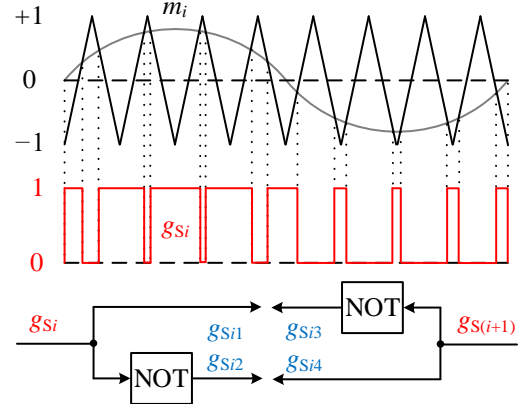 +1
m_i
0
−1
1
g_Si
0
g_Si
NOT
g_Si1
g_Si3
g_S(i+1)
g_Si2
g_Si4
NOT